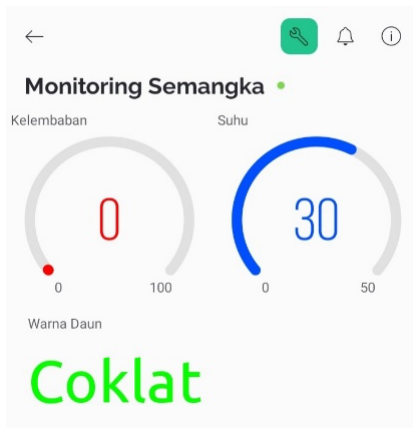 Monitoring Semangka
Kelembaban Suhu
0 30
0 100 0 50
Warna Daun
Coklat